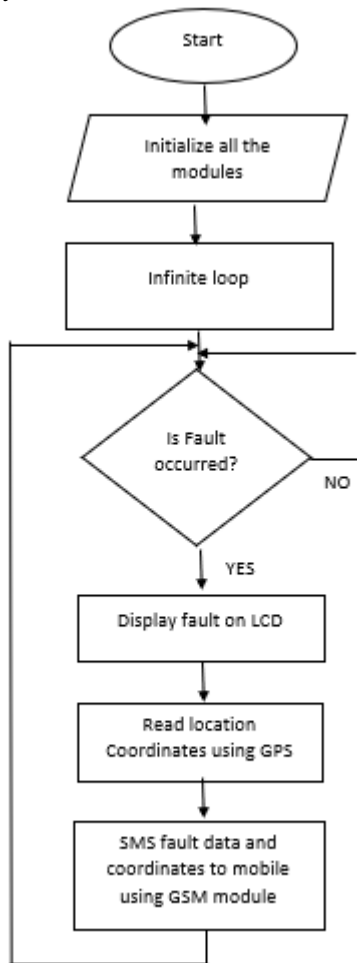 Start
Initialize all the
modules
Infinite loop
Is Fault
occurred?
NO
YES
Display fault on LCD
Read location
Coordinates using GPS
SMS fault data and
coordinates to mobile
using GSM module